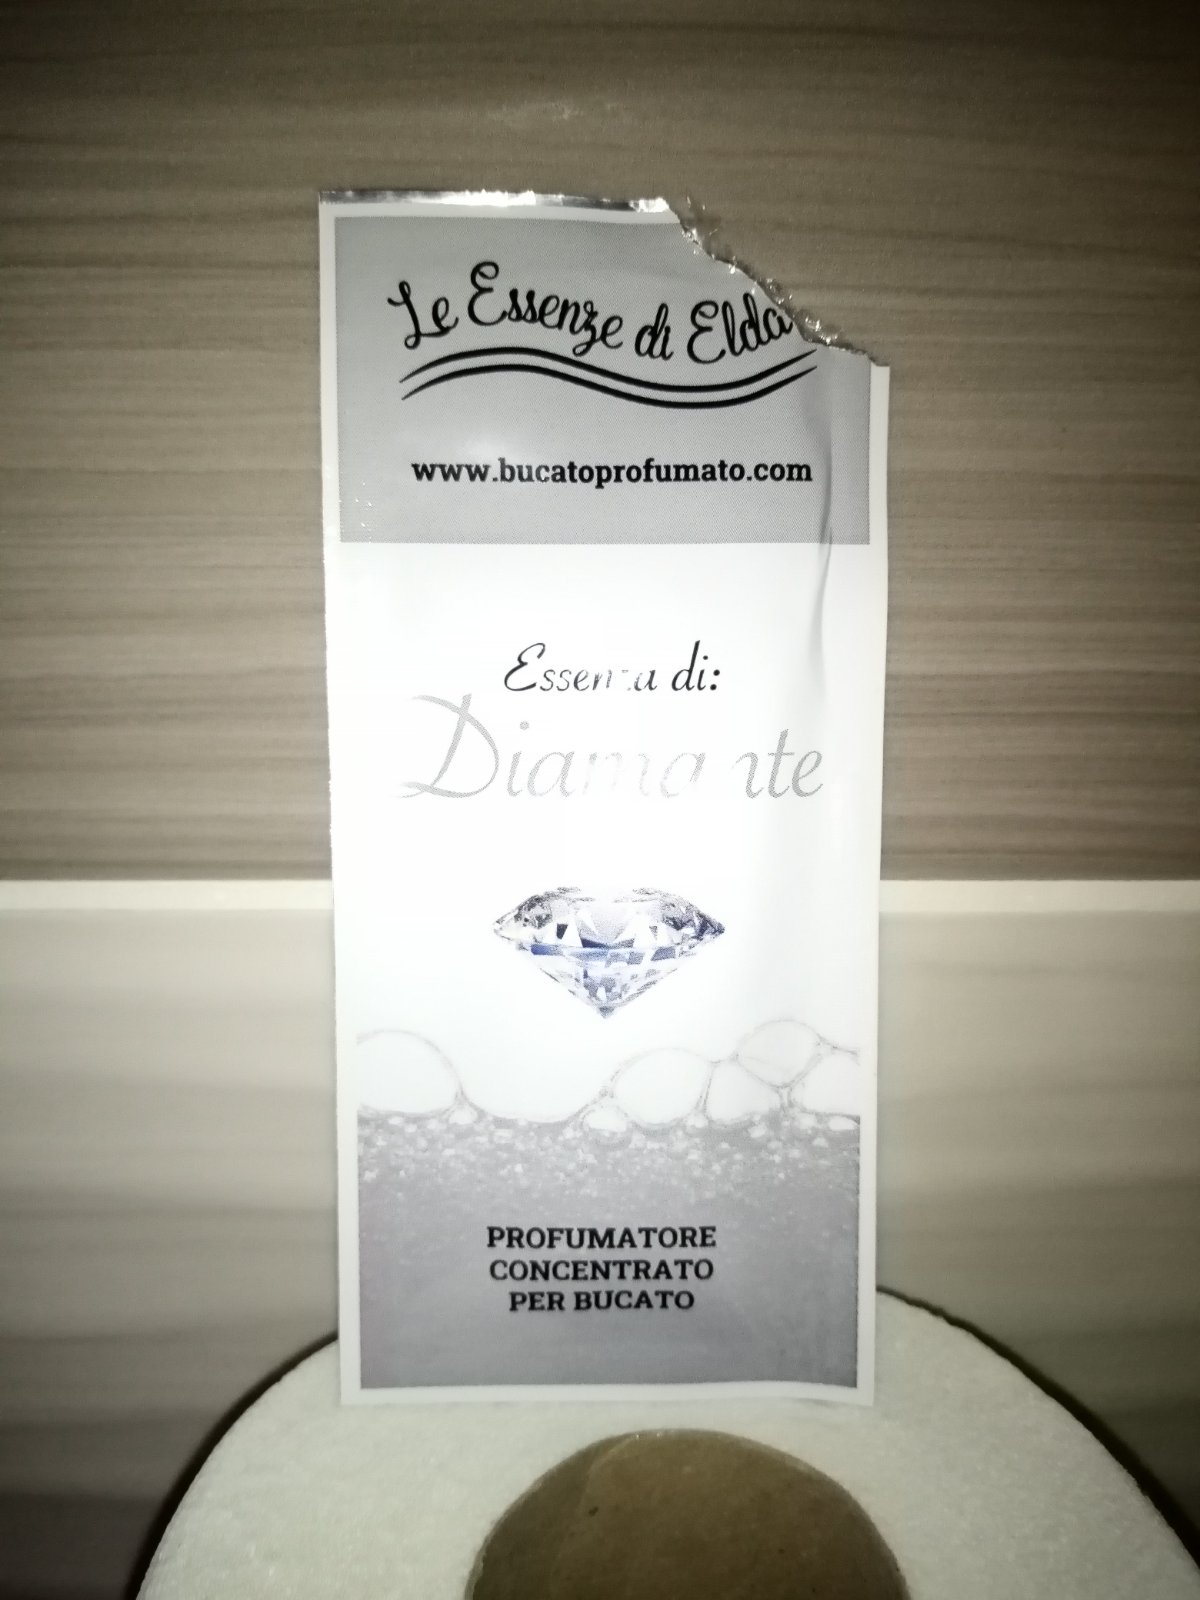 Le Essenze di Elda
www.bucatoprofumato.com
Essenza di:
Diamante
PROFUMATORE
CONCENTRATO
PER BUCATO